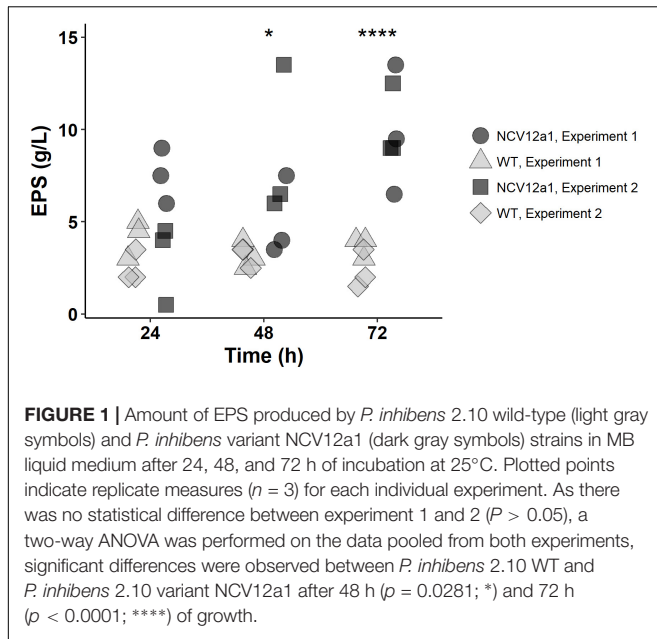 * ****
15
10
5
0
EPS (g/L)
24 48 72
Time (h)
NCV12a1, Experiment 1
WT, Experiment 1
NCV12a1, Experiment 2
WT, Experiment 2
FIGURE 1 | Amount of EPS produced by P. inhibens 2.10 wild-type (light gray
symbols) and P. inhibens variant NCV12a1 (dark gray symbols) strains in MB
liquid medium after 24, 48, and 72 h of incubation at 25°C. Plotted points
indicate replicate measures (n = 3) for each individual experiment. As there
was no statistical difference between experiment 1 and 2 (P > 0.05), a
two-way ANOVA was performed on the data pooled from both experiments,
significant differences were observed between P. inhibens 2.10 WT and
P. inhibens 2.10 variant NCV12a1 after 48 h (p = 0.0281; *) and 72 h
(p < 0.0001; ****) of growth.